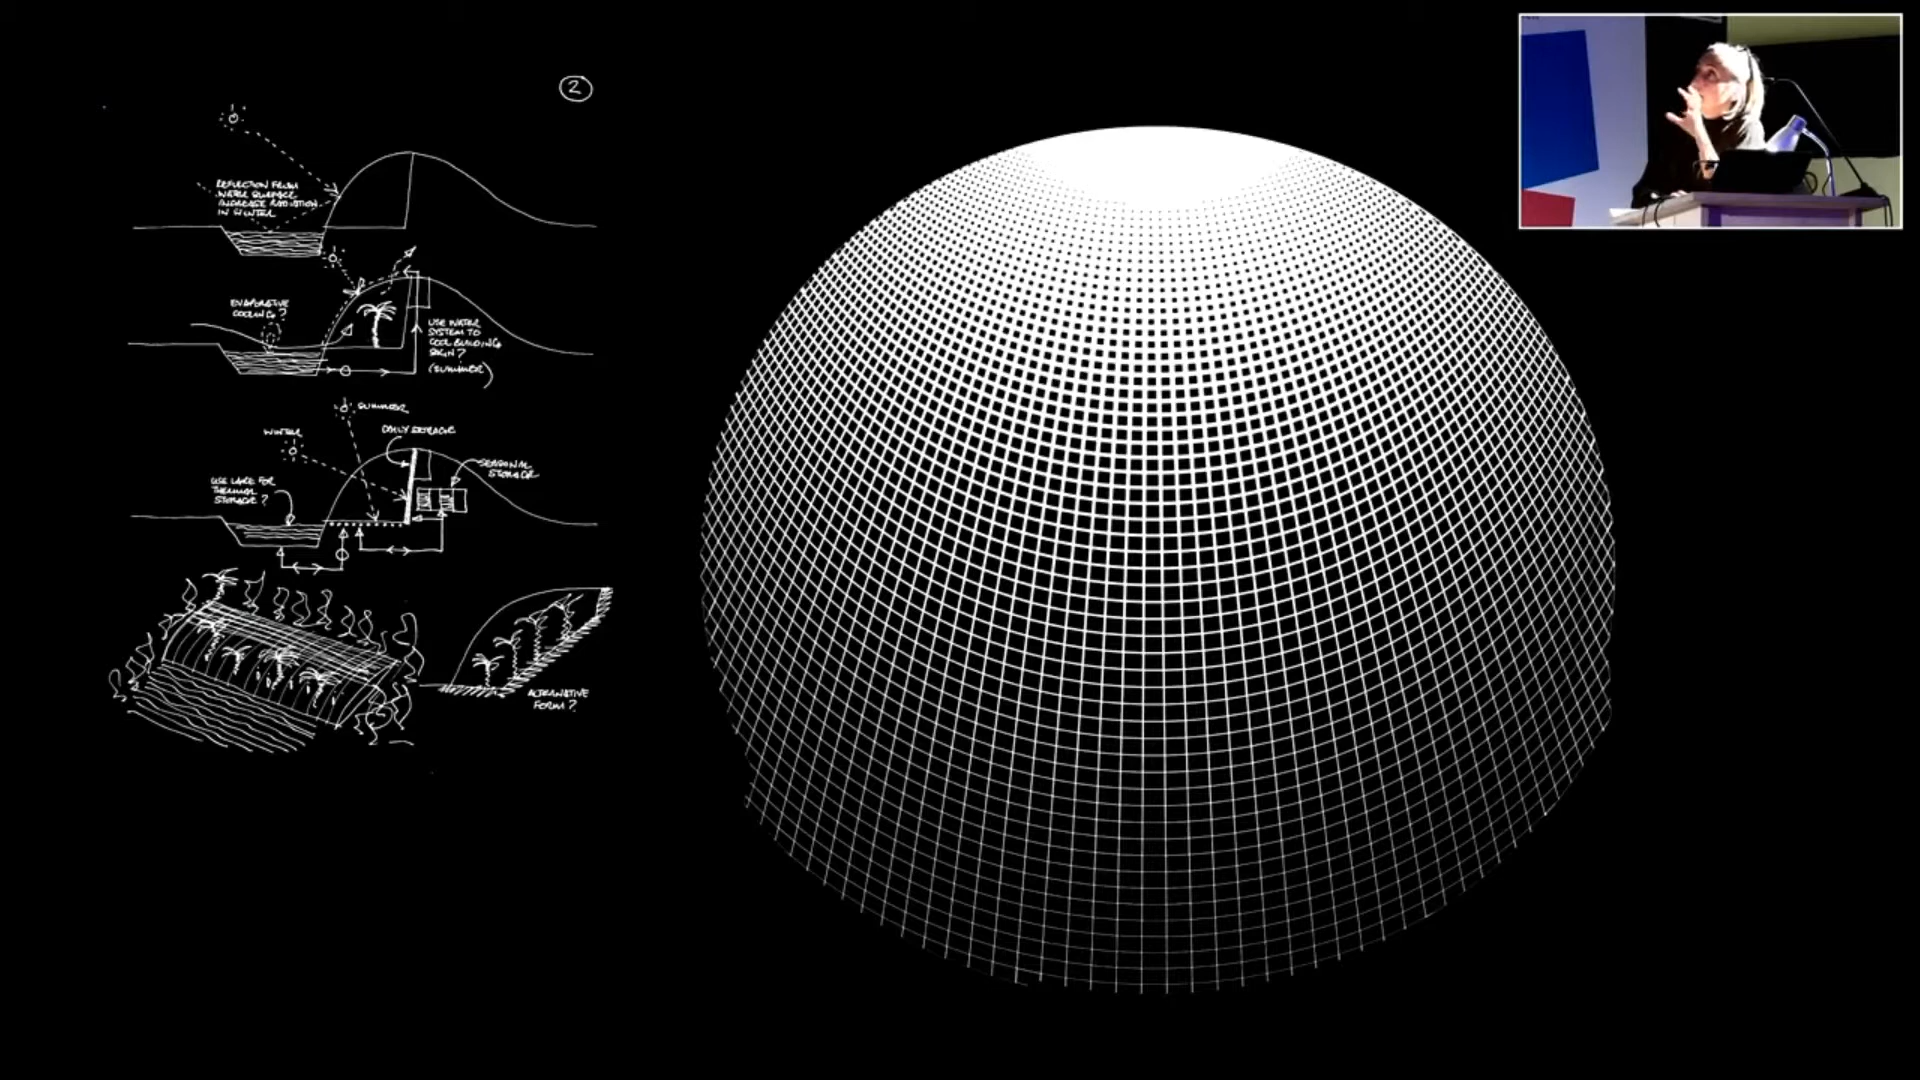 2
REFLECTION FROM
WATER SURFACE
INCREASE RADIATION
IN WINTER
EVAPORATIVE
COOLING?
USE WATER
SYSTEM TO
COOL BUILDING
SKIN?
(SUMMER)
SUMMER
WINTER
DAILY STORAGE
SEASONAL
STORAGE
USE LAKE FOR
THERMAL
STORAGE?
ALTERNATIVE
FORM?